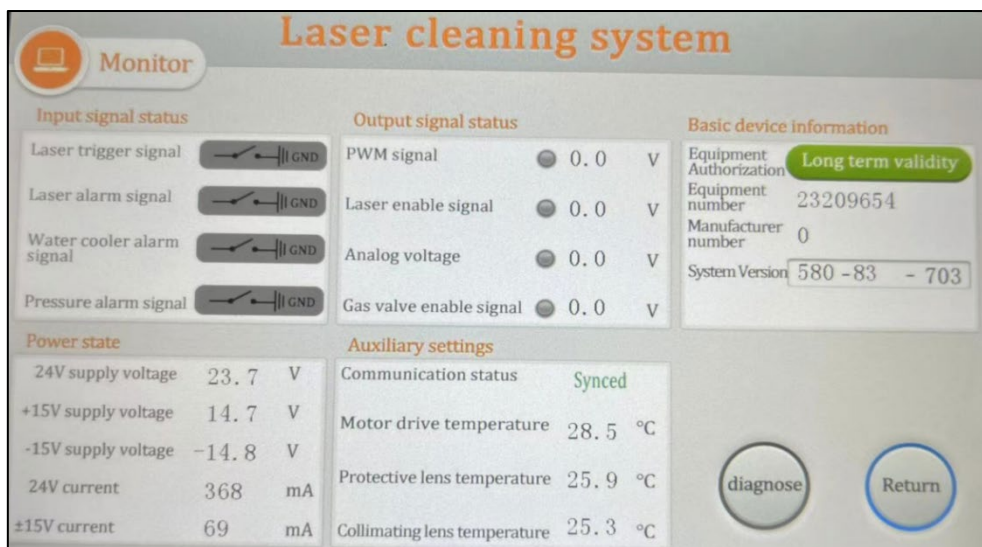 Laser cleaning system
Monitor
Input signal status
Laser trigger signal GND
Laser alarm signal GND
Water cooler alarm
signal GND
Pressure alarm signal GND
Output signal status
PWM signal 0.0 V
Laser enable signal 0.0 V
Analog voltage 0.0 V
Gas valve enable signal 0.0 V
Basic device information
Equipment
Authorization Long term validity
Equipment
number 23209654
Manufacturer
number 0
System Version 580 -83 - 703
Power state
24V supply voltage 23.7 V
+15V supply voltage 14.7 V
-15V supply voltage -14.8 V
24V current 368 mA
±15V current 69 mA
Auxiliary settings
Communication status Synced
Motor drive temperature 28.5 °C
Protective lens temperature 25.9 °C
Collimating lens temperature 25.3 °C
diagnose
Return